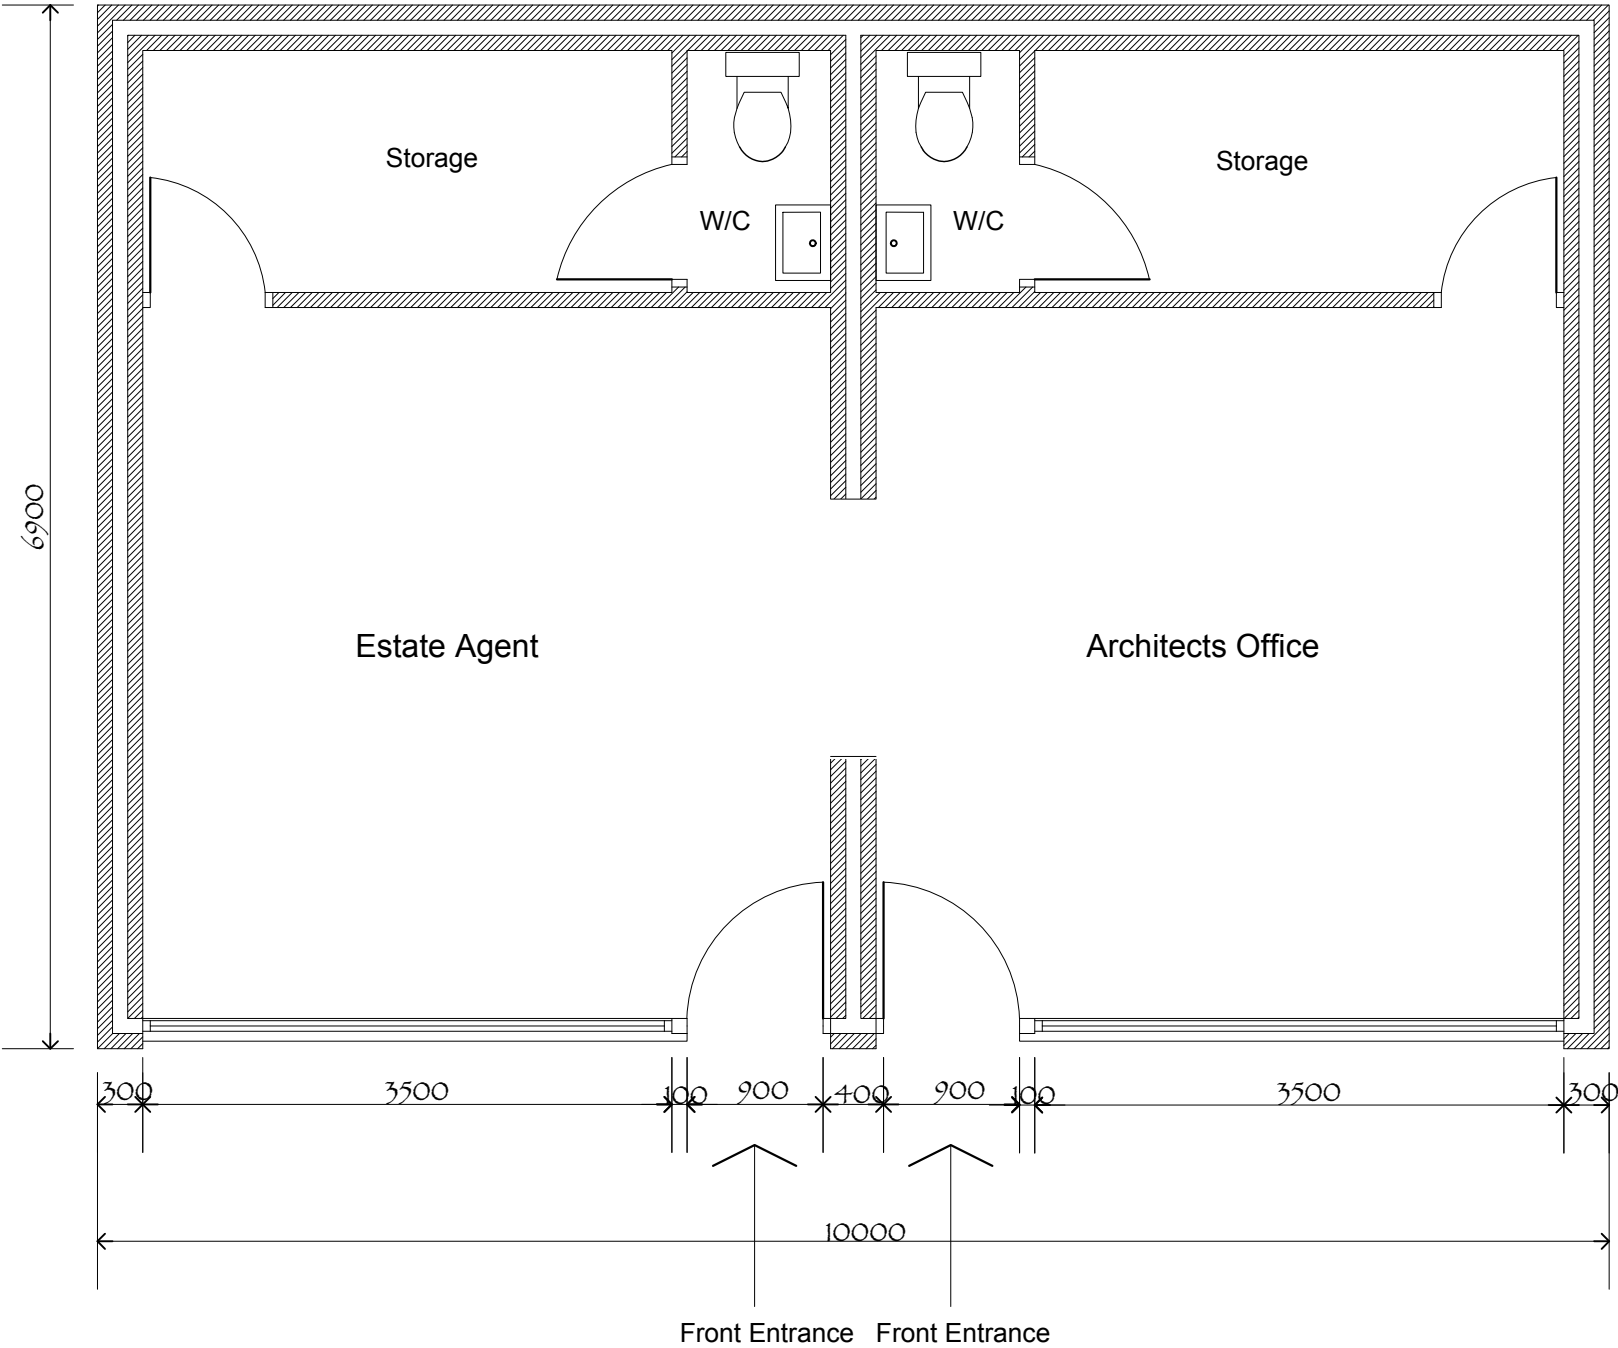 Storage
Storage
W/C
W/C
6900
Estate Agent
Architects Office
300
3500
100
900
400
900
100
3500
300
10000
Front Entrance
Front Entrance